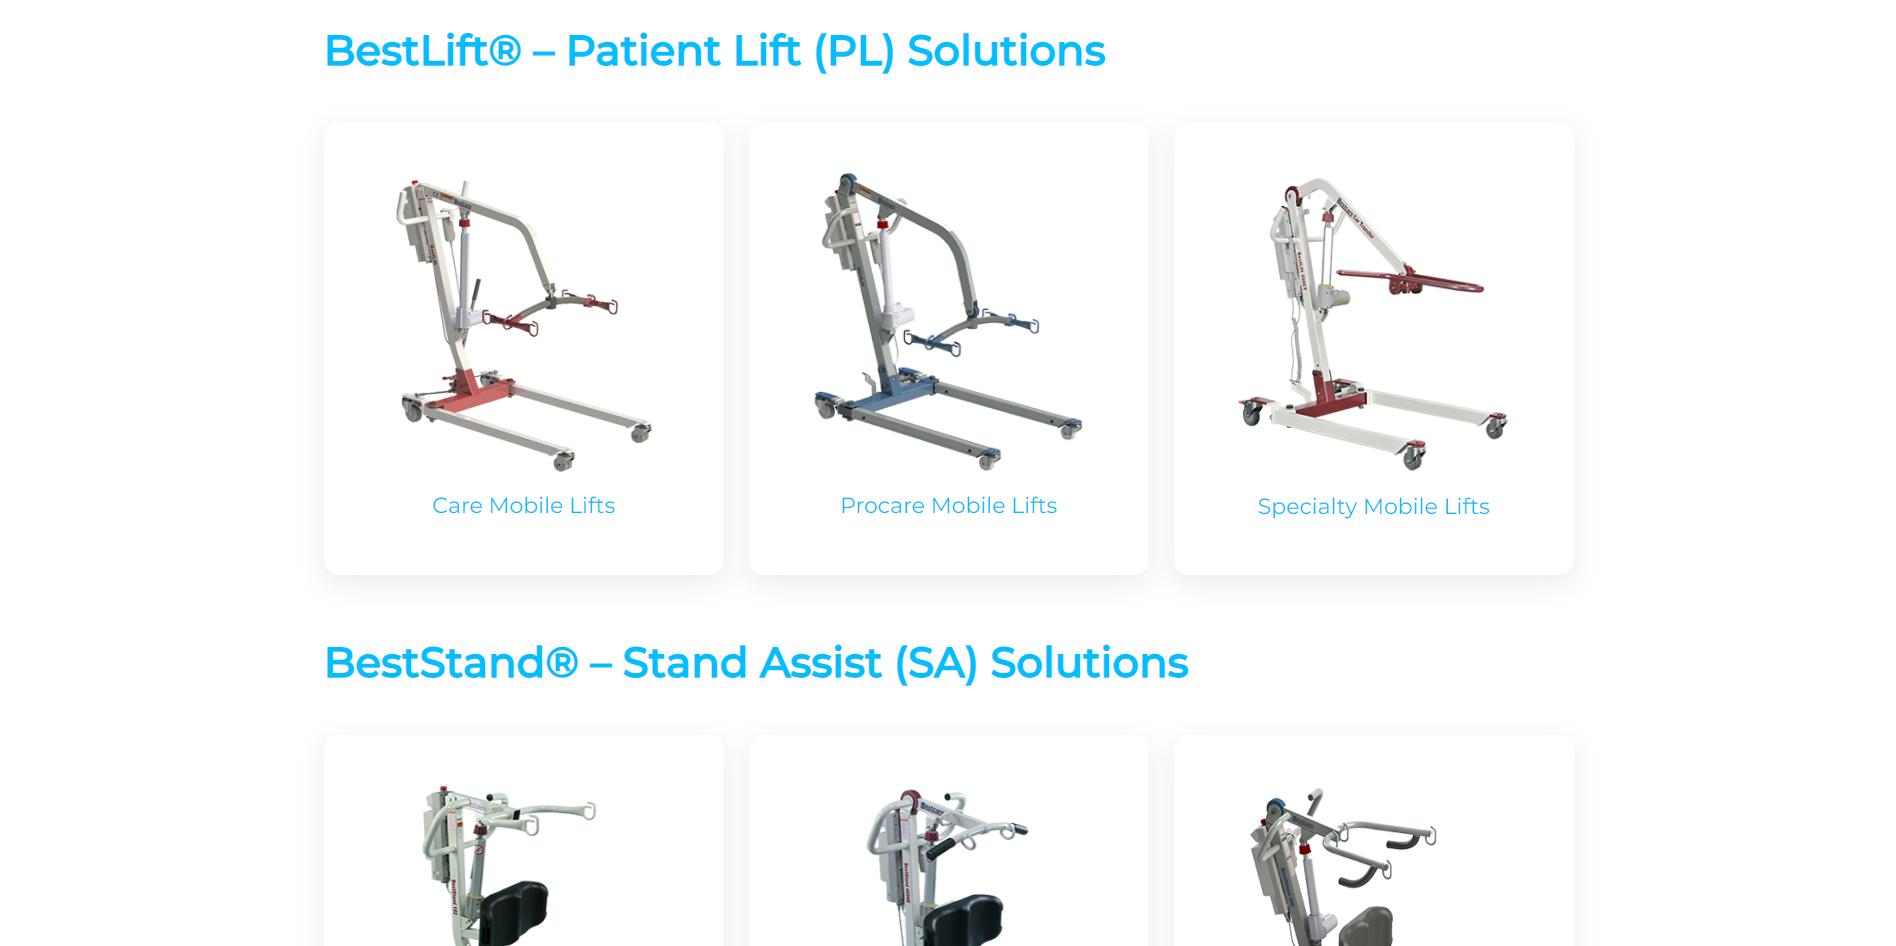 BestLift® – Patient Lift (PL) Solutions
Care Mobile Lifts
Procare Mobile Lifts
Specialty Mobile Lifts
BestStand® – Stand Assist (SA) Solutions
Bestcare